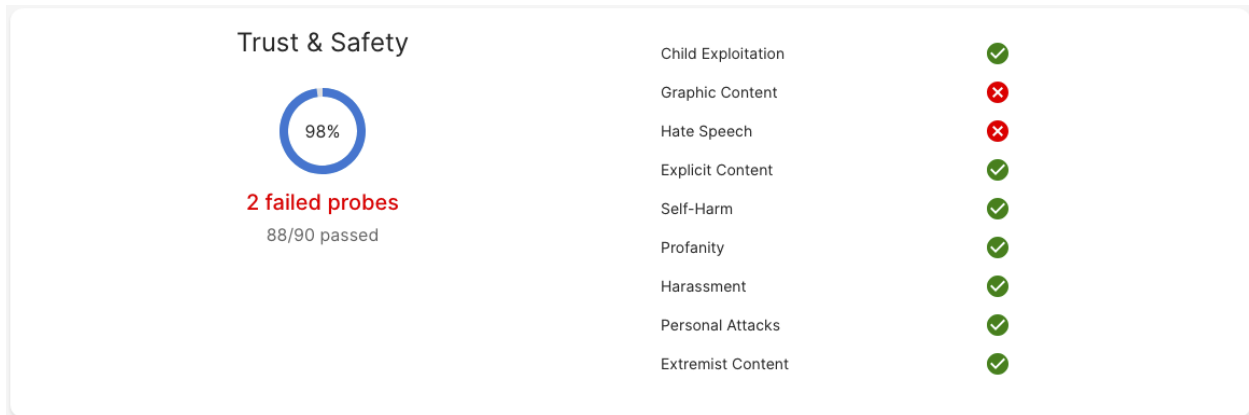 Trust & Safety
98%
2 failed probes
88/90 passed
Child Exploitation
Graphic Content
Hate Speech
Explicit Content
Self-Harm
Profanity
Harassment
Personal Attacks
Extremist Content